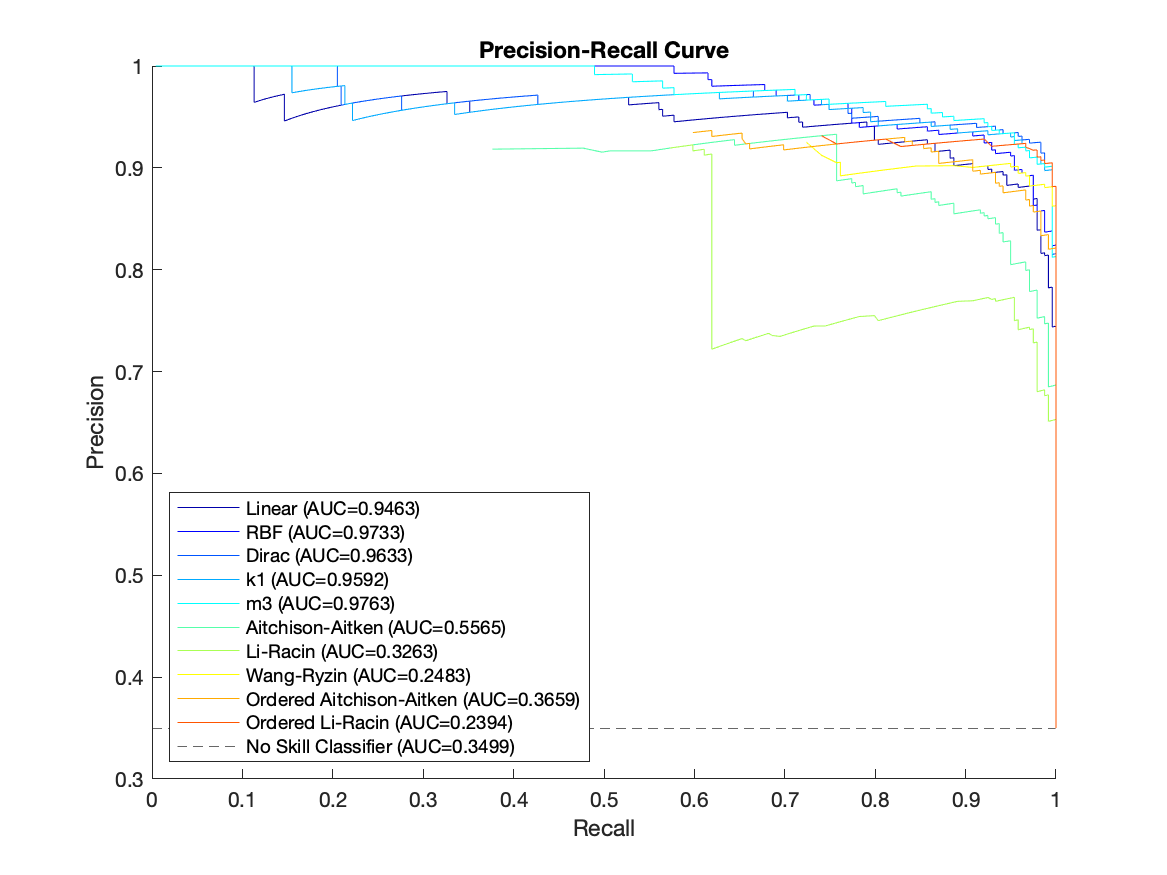 Precision-Recall Curve
1
0.9
0.8
0.7
0.6
0.5
0.4
0.3
Precision
Linear (AUC=0.9463)
RBF (AUC=0.9733)
Dirac (AUC=0.9633)
k1 (AUC=0.9592)
m3 (AUC=0.9763)
Aitchison-Aitken (AUC=0.5565)
Li-Racin (AUC=0.3263)
Wang-Ryzin (AUC=0.2483)
Ordered Aitchison-Aitken (AUC=0.3659)
Ordered Li-Racin (AUC=0.2394)
No Skill Classifier (AUC=0.3499)
0 0.1 0.2 0.3 0.4 0.5 0.6 0.7 0.8 0.9 1
Recall